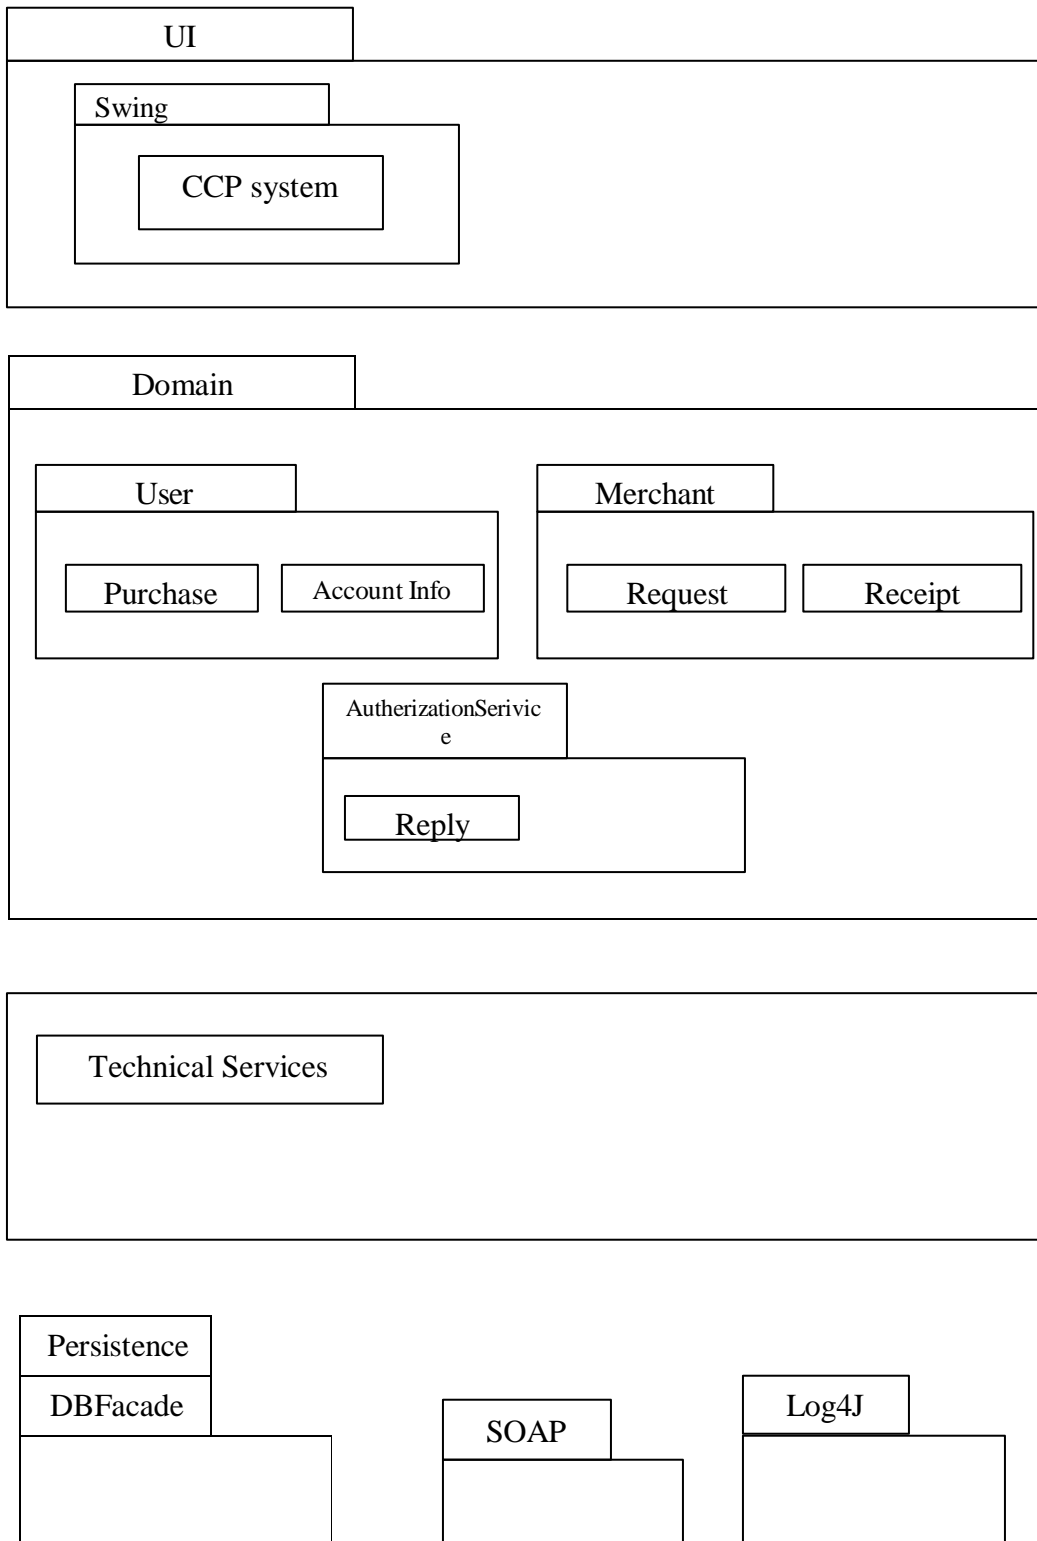 UI
Swing
CCP system
Domain
User
Merchant
Purchase
Account Info
Request
Receipt
AutherizationSerivic
e
Reply
Technical Services
Persistence
DBFacade
SOAP
Log4J